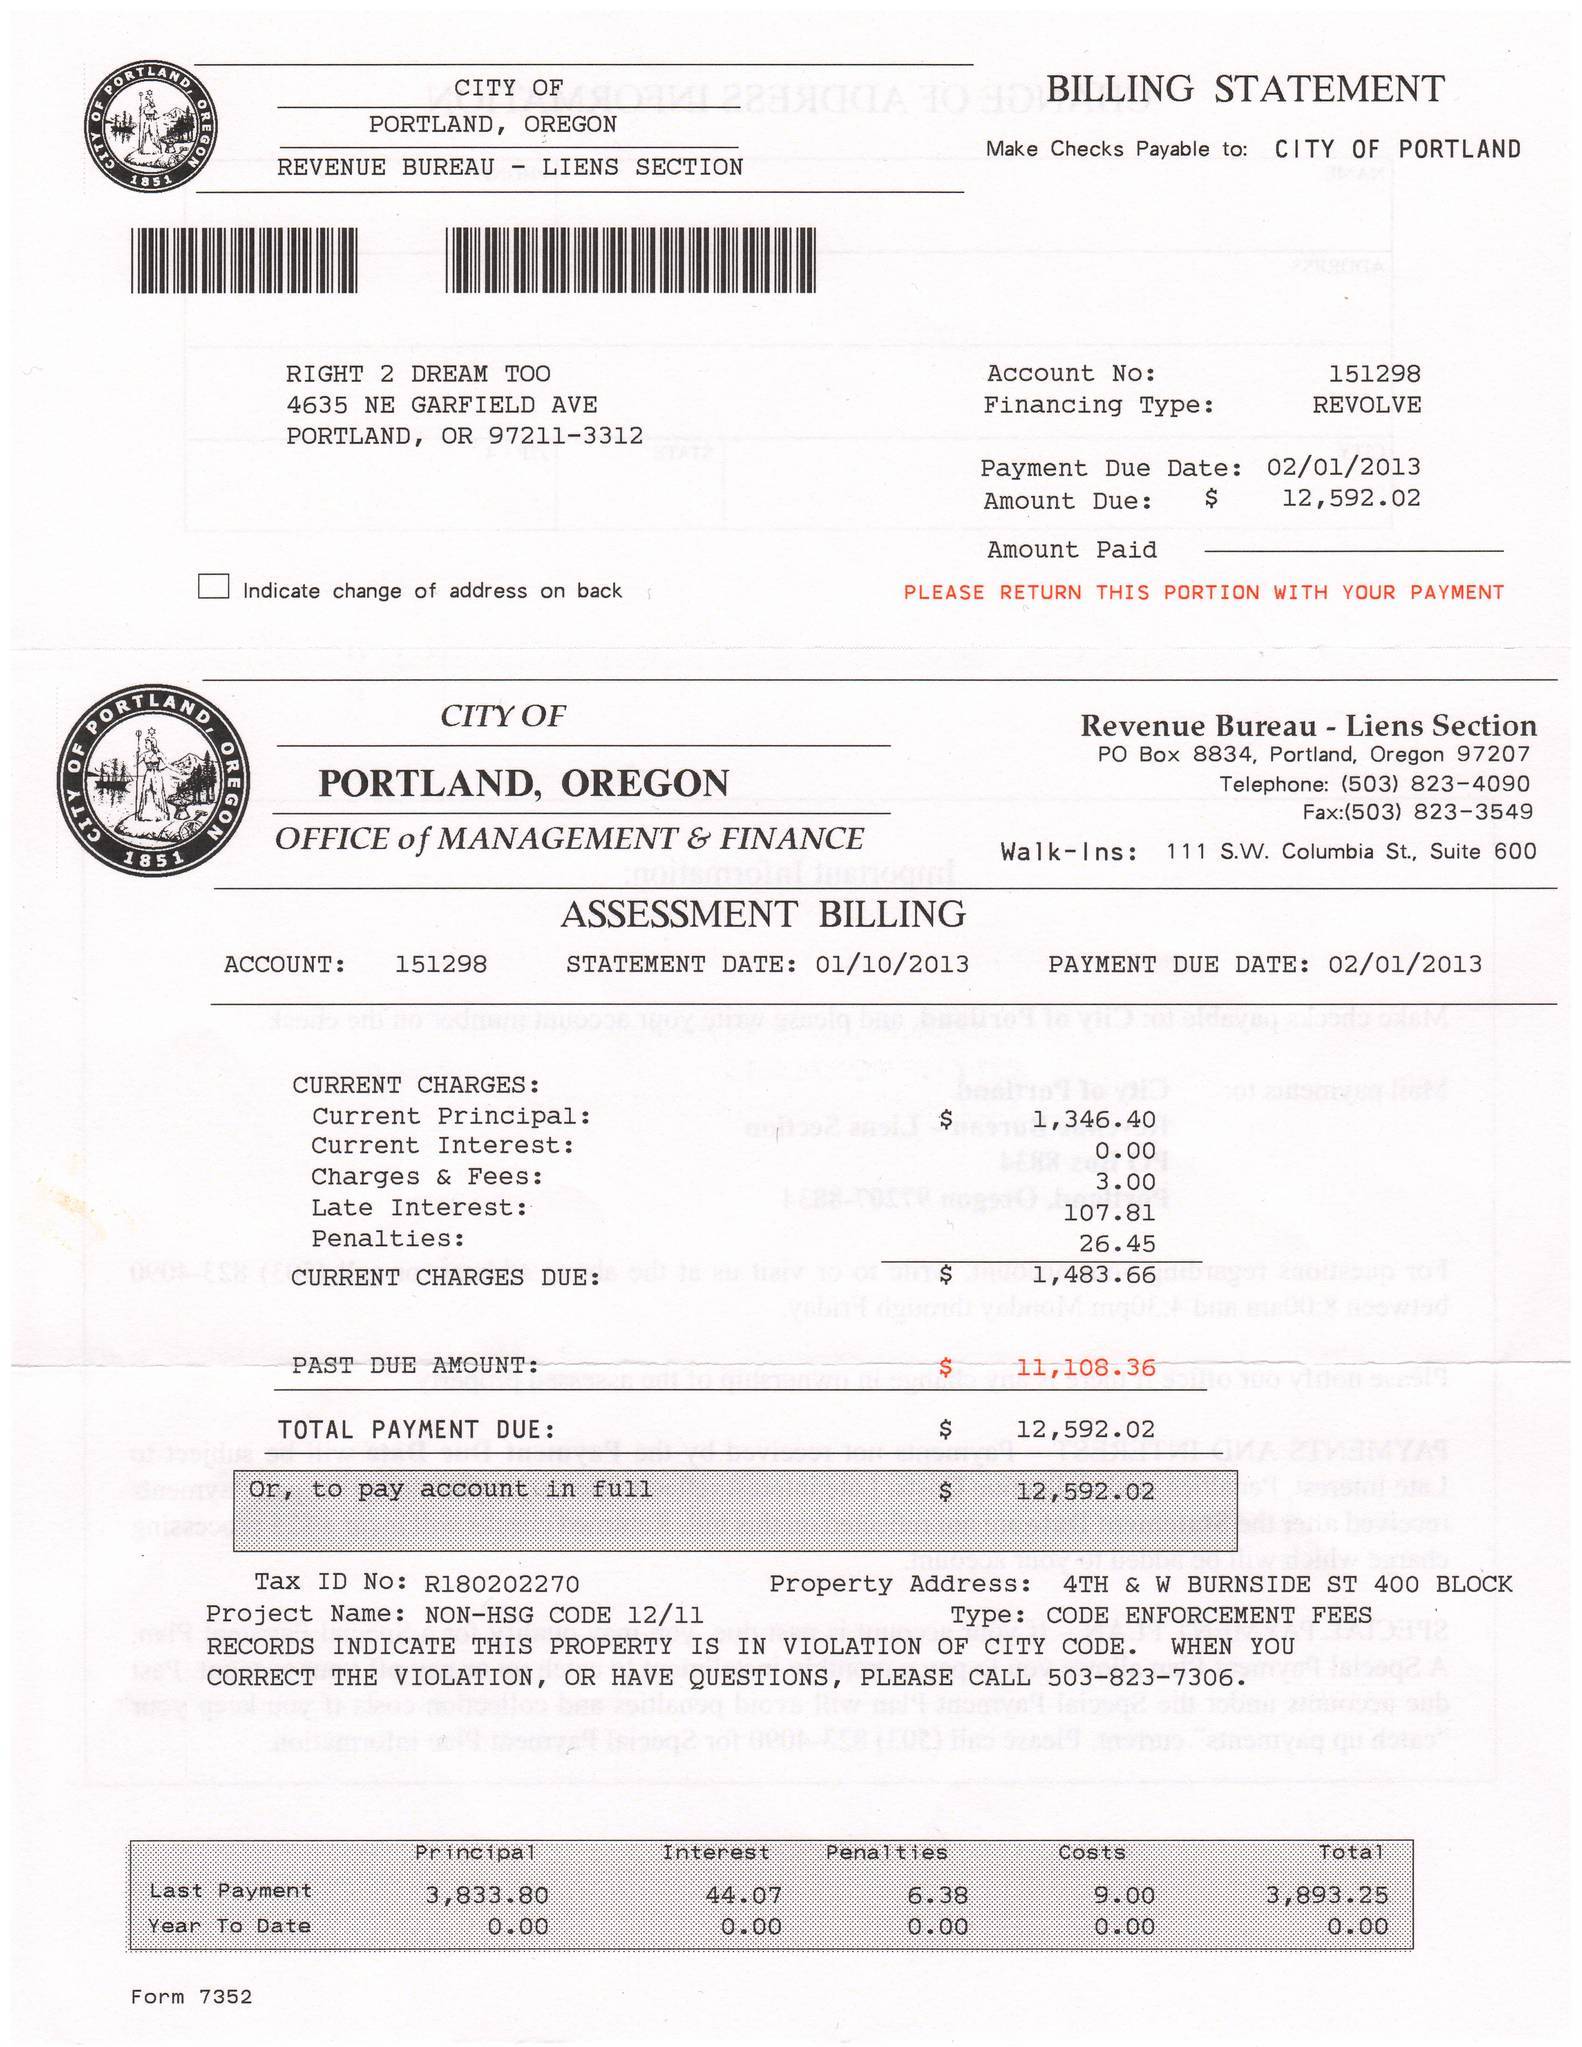 CITY OF PORTLAND, OREGON
1851
CITY OF
PORTLAND, OREGON
REVENUE BUREAU - LIENS SECTION
BILLING STATEMENT
Make Checks Payable to: CITY OF PORTLAND
RIGHT 2 DREAM TOO
4635 NE GARFIELD AVE
PORTLAND, OR 97211-3312
Account No: 151298
Financing Type: REVOLVE
Payment Due Date: 02/01/2013
Amount Due: $ 12,592.02
Amount Paid
Indicate change of address on back
PLEASE RETURN THIS PORTION WITH YOUR PAYMENT
CITY OF PORTLAND, OREGON
1851
CITY OF
PORTLAND, OREGON
OFFICE of MANAGEMENT & FINANCE
Revenue Bureau - Liens Section
PO Box 8834, Portland, Oregon 97207
Telephone: (503) 823-4090
Fax:(503) 823-3549
Walk-Ins: 111 S.W. Columbia St., Suite 600
ASSESSMENT BILLING
ACCOUNT: 151298 STATEMENT DATE: 01/10/2013 PAYMENT DUE DATE: 02/01/2013
CURRENT CHARGES:
Current Principal: $ 1,346.40
Current Interest: 0.00
Charges & Fees: 3.00
Late Interest: 107.81
Penalties: 26.45
CURRENT CHARGES DUE: $ 1,483.66
PAST DUE AMOUNT: $ 11,108.36
TOTAL PAYMENT DUE: $ 12,592.02
Or, to pay account in full $ 12,592.02
Tax ID No: R180202270 Property Address: 4TH & W BURNSIDE ST 400 BLOCK
Project Name: NON-HSG CODE 12/11 Type: CODE ENFORCEMENT FEES
RECORDS INDICATE THIS PROPERTY IS IN VIOLATION OF CITY CODE. WHEN YOU
CORRECT THE VIOLATION, OR HAVE QUESTIONS, PLEASE CALL 503-823-7306.
Principal Interest Penalties Costs Total
Last Payment 3,833.80 44.07 6.38 9.00 3,893.25
Year To Date 0.00 0.00 0.00 0.00 0.00
Form 7352